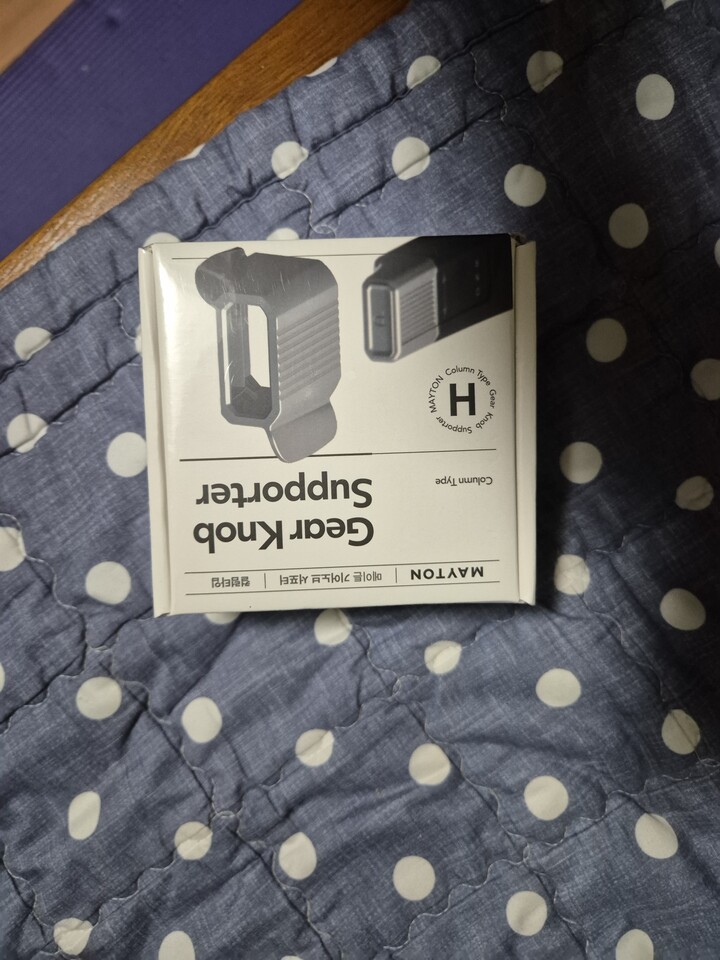 MAYTON | 메이튼 기어노브 서포터 | 컬럼타입
Gear Knob
Supporter
Column Type
MAYTON Column Type Gear Knob Supporter
H